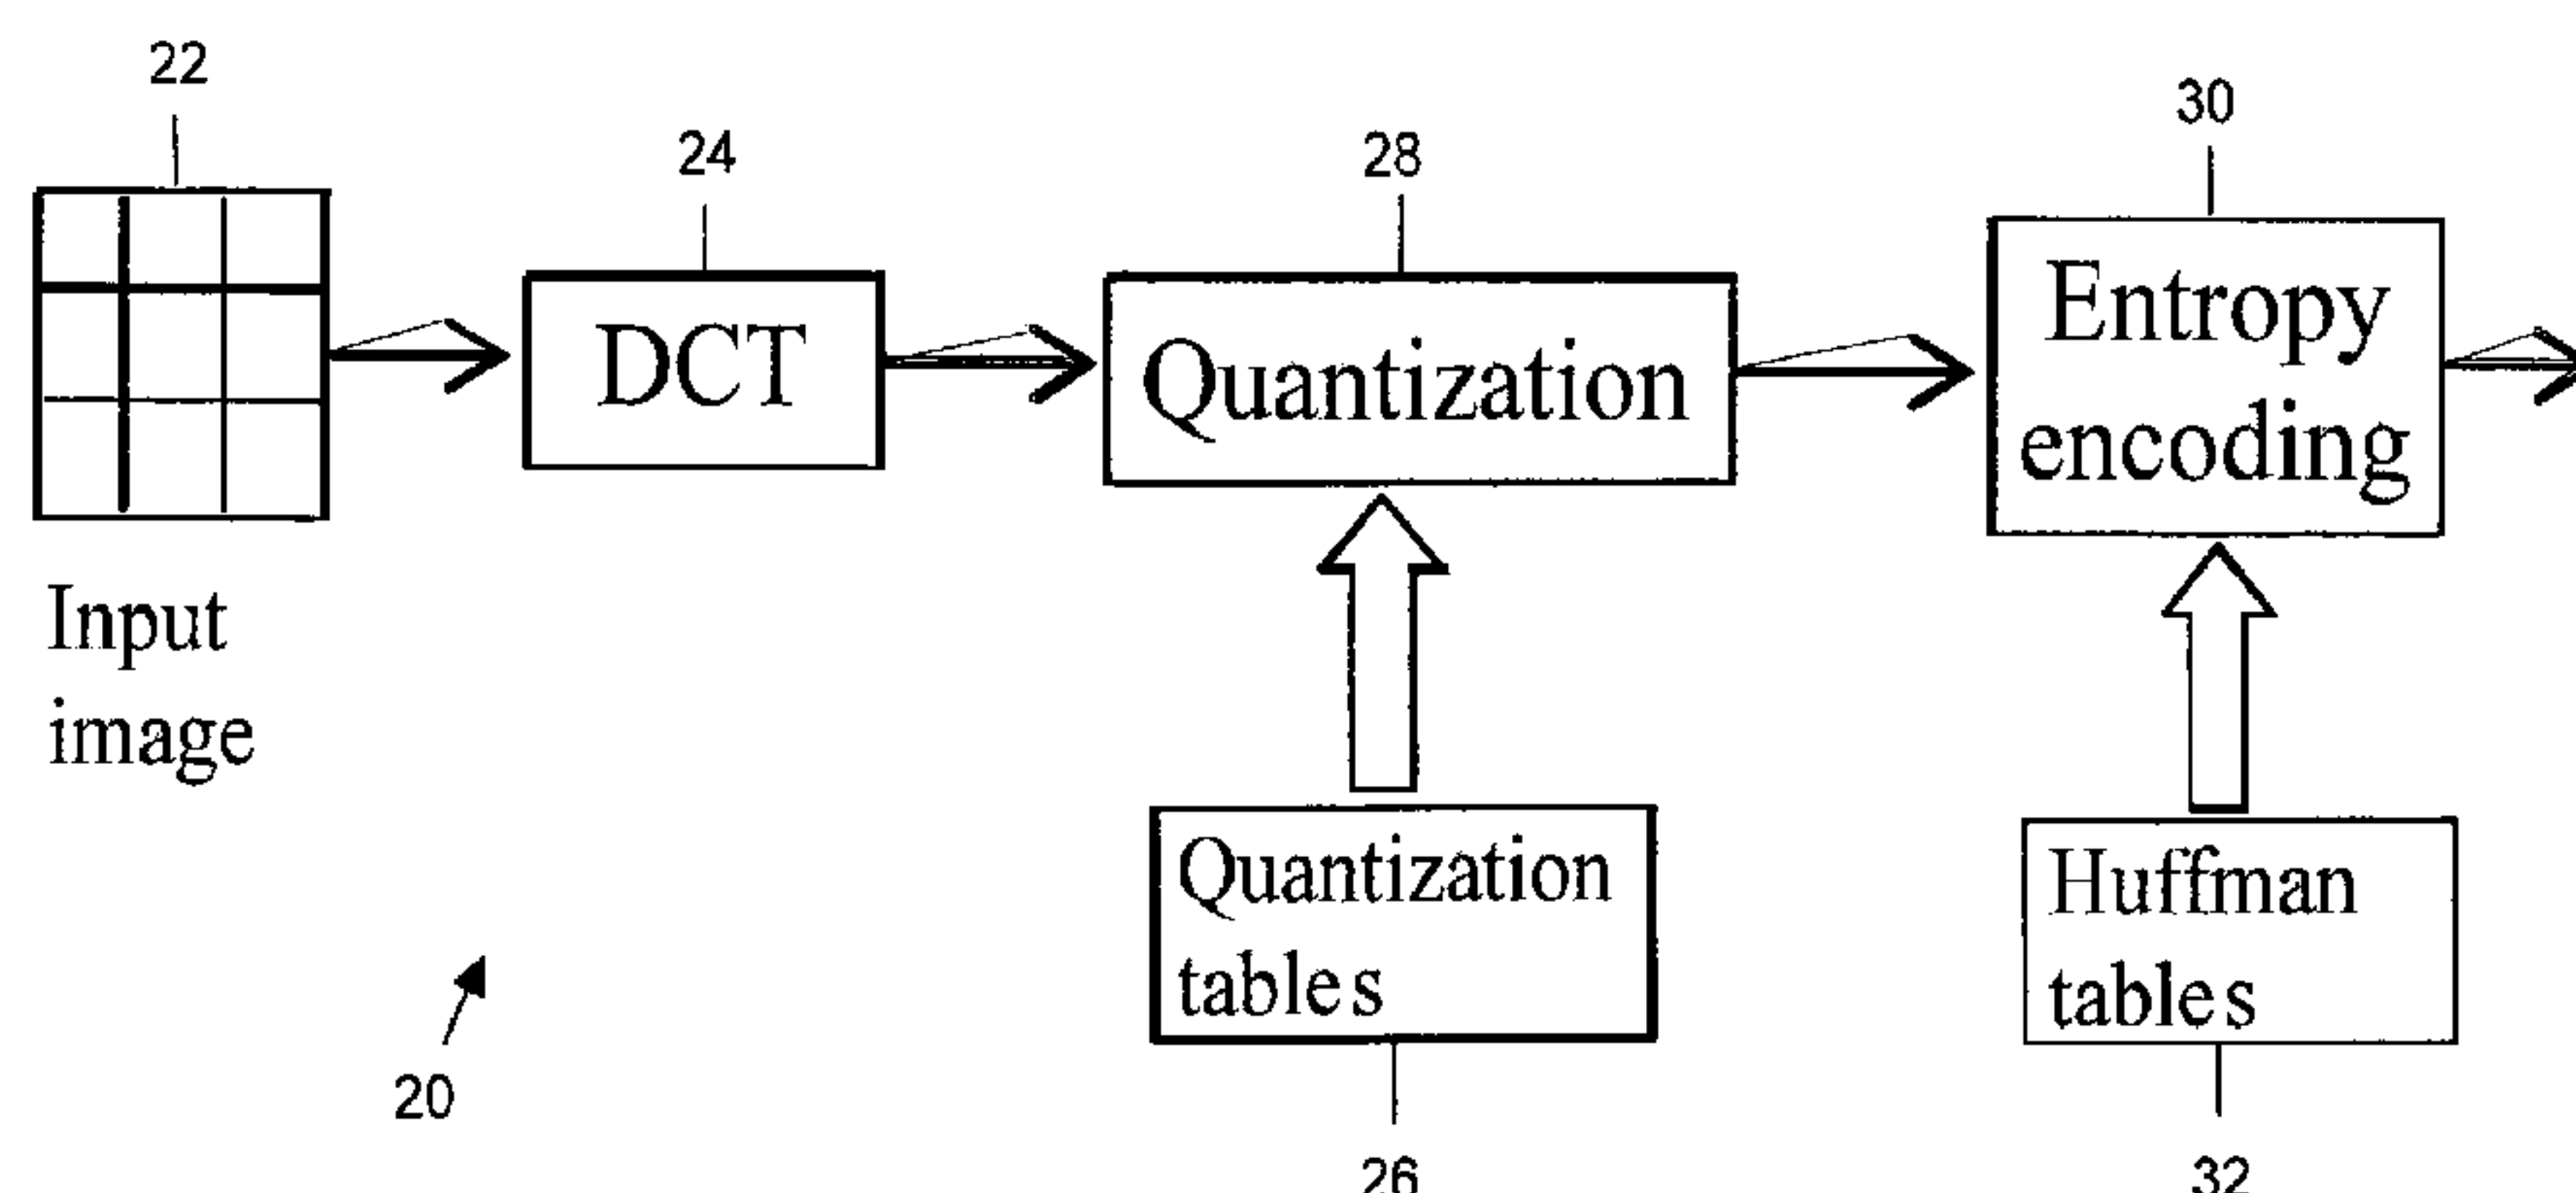 22
24
28
30
DCT
Quantization
Entropy
encoding
Input
image
Quantization
tables
Huffman
tables
20
26
32